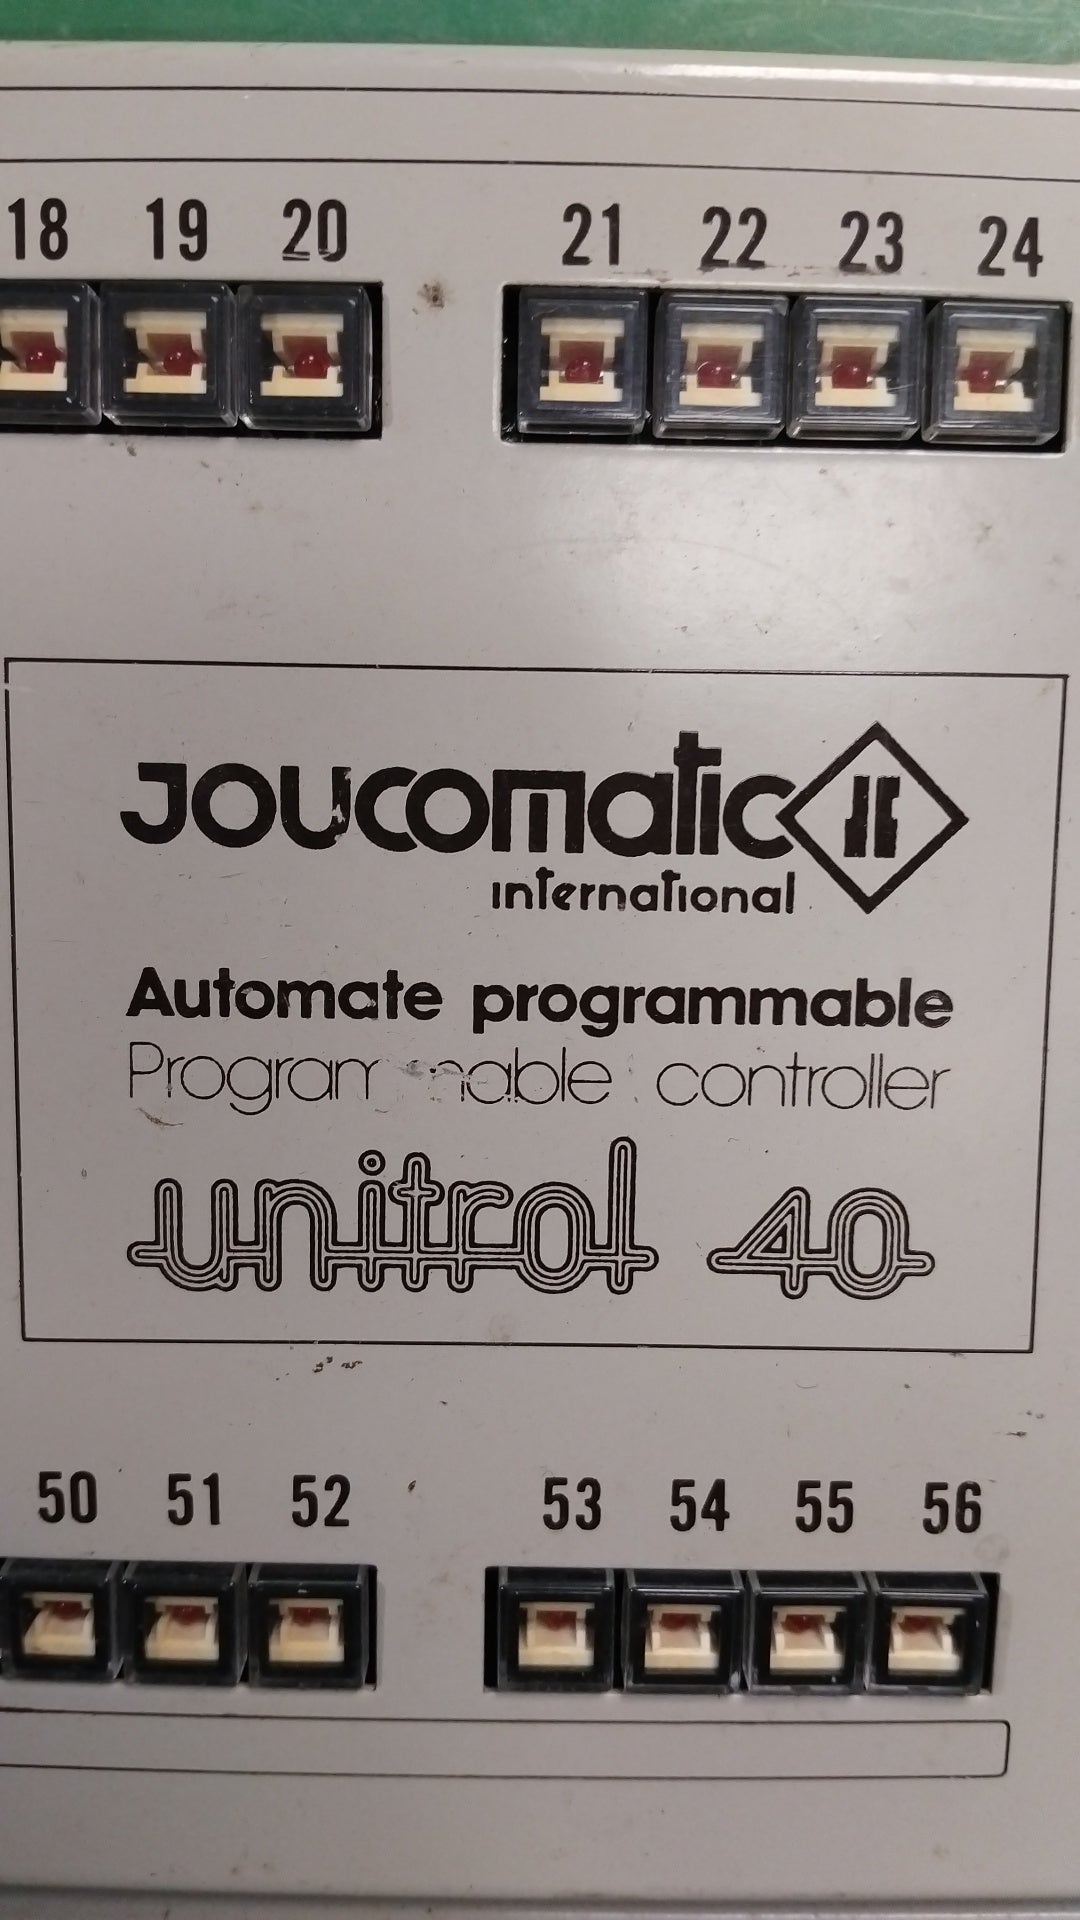 18 19 20 21 22 23 24
Joucomatic
international
Automate programmable
controller
unitrol 40
50 51 52 53 54 55 56